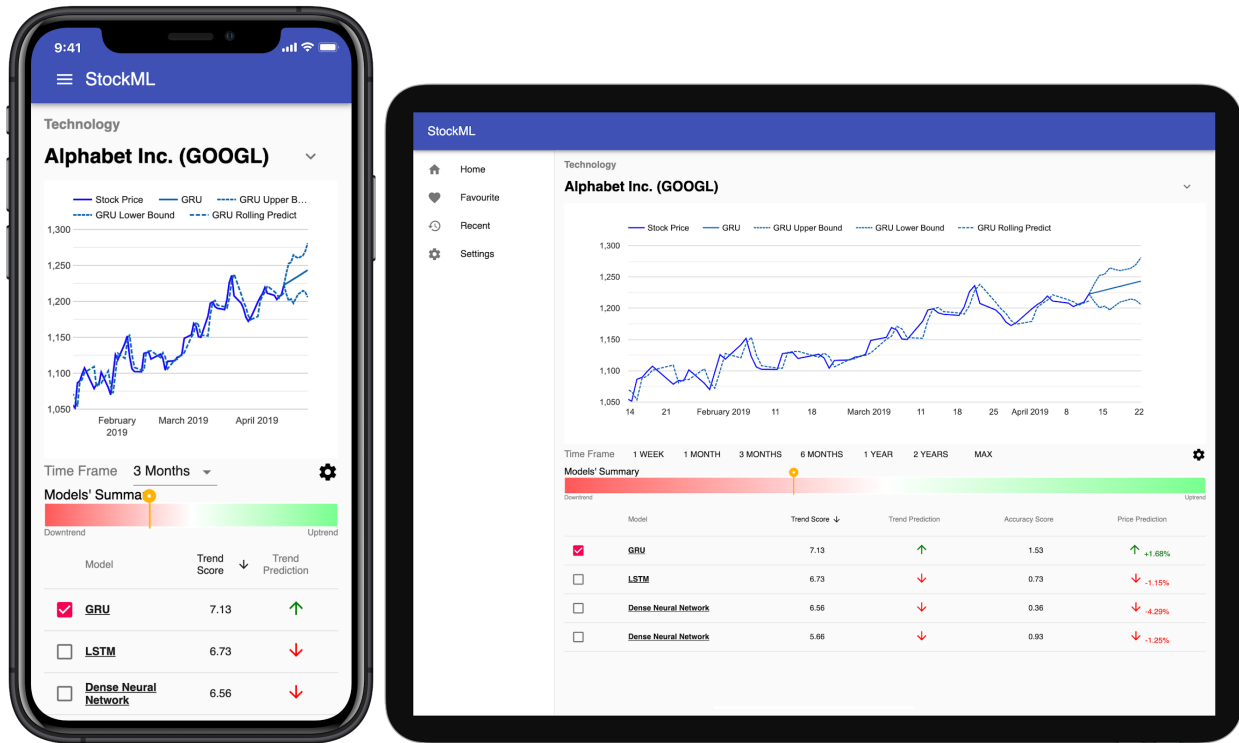 9:41
StockML
Technology
Alphabet Inc. (GOOGL)
Stock Price GRU GRU Upper B...
GRU Lower Bound GRU Rolling Predict
1,300
1,250
1,200
1,150
1,100
1,050
February 2019 March 2019 April 2019
Time Frame 3 Months
Models' Summa
Downtrend Uptrend
Model Trend Score Trend Prediction
GRU 7.13
LSTM 6.73
Dense Neural Network 6.56
StockML
Home
Favourite
Recent
Settings
Technology
Alphabet Inc. (GOOGL)
Stock Price GRU GRU Upper Bound GRU Lower Bound GRU Rolling Predict
1,300
1,250
1,200
1,150
1,100
1,050
14 21 February 2019 11 18 March 2019 11 18 25 April 2019 8 15 22
Time Frame 1 WEEK 1 MONTH 3 MONTHS 6 MONTHS 1 YEAR 2 YEARS MAX
Models' Summary
Downtrend Uptrend
Model Trend Score Trend Prediction Accuracy Score Price Prediction
GRU 7.13 1.53 +1.68%
LSTM 6.73 0.73 -1.15%
Dense Neural Network 6.56 0.36 -4.29%
Dense Neural Network 5.66 0.93 -1.25%